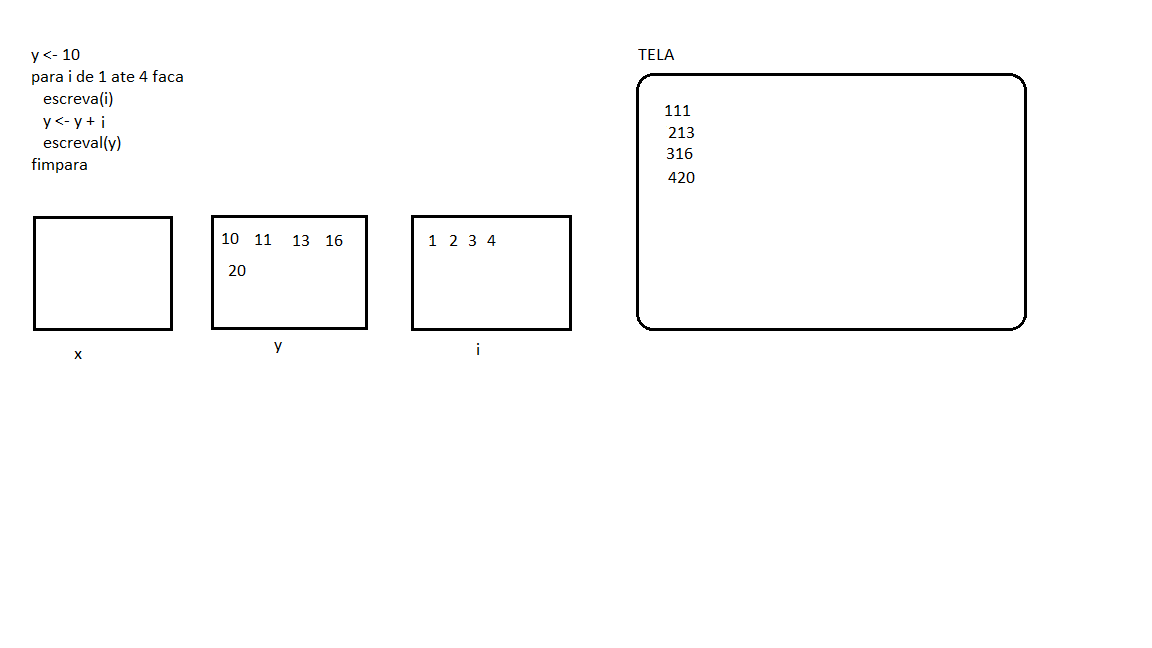 y <- 10
para i de 1 ate 4 faca
escreva(i)
y <- y + i
escreval(y)
fimpara
TELA
111
213
316
420
10 11 13 16
20
1 2 3 4
x
y
i